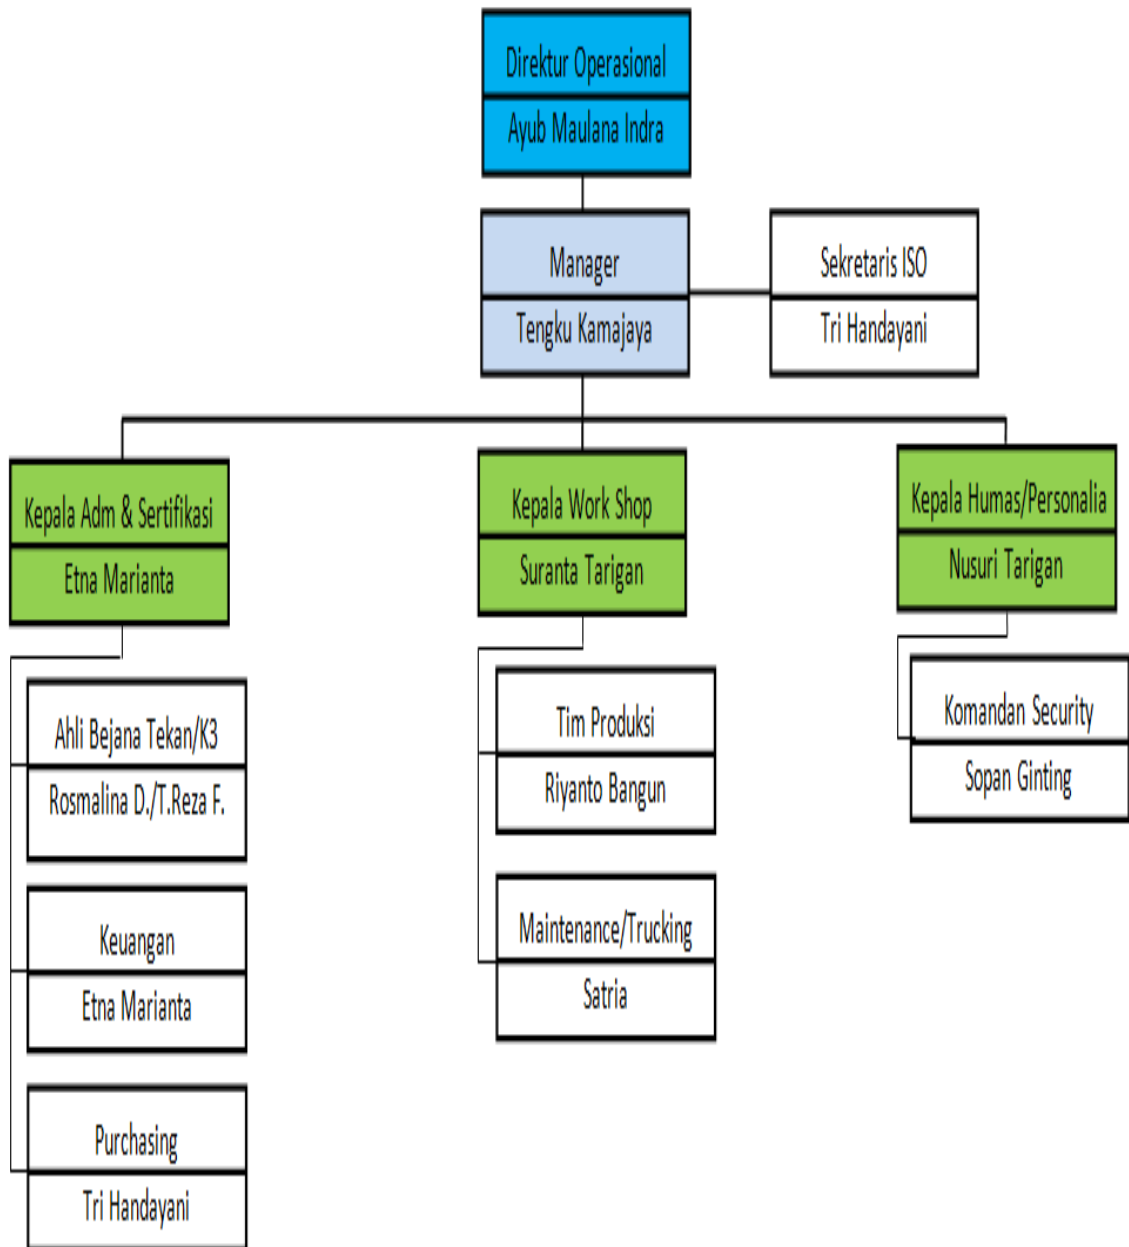 Direktur Operasional
Ayub Maulana Indra
Manager
Tengku Kamajaya
Sekretaris ISO
Tri Handayani
Kepala Adm & Sertifikasi
Etna Marianta
Kepala Work Shop
Suranta Tarigan
Kepala Humas/Personalia
Nusuri Tarigan
Ahli Bejana Tekan/K3
Rosmalina D./T.Reza F.
Keuangan
Etna Marianta
Purchasing
Tri Handayani
Tim Produksi
Riyanto Bangun
Maintenance/Trucking
Satria
Komandan Security
Sopan Ginting